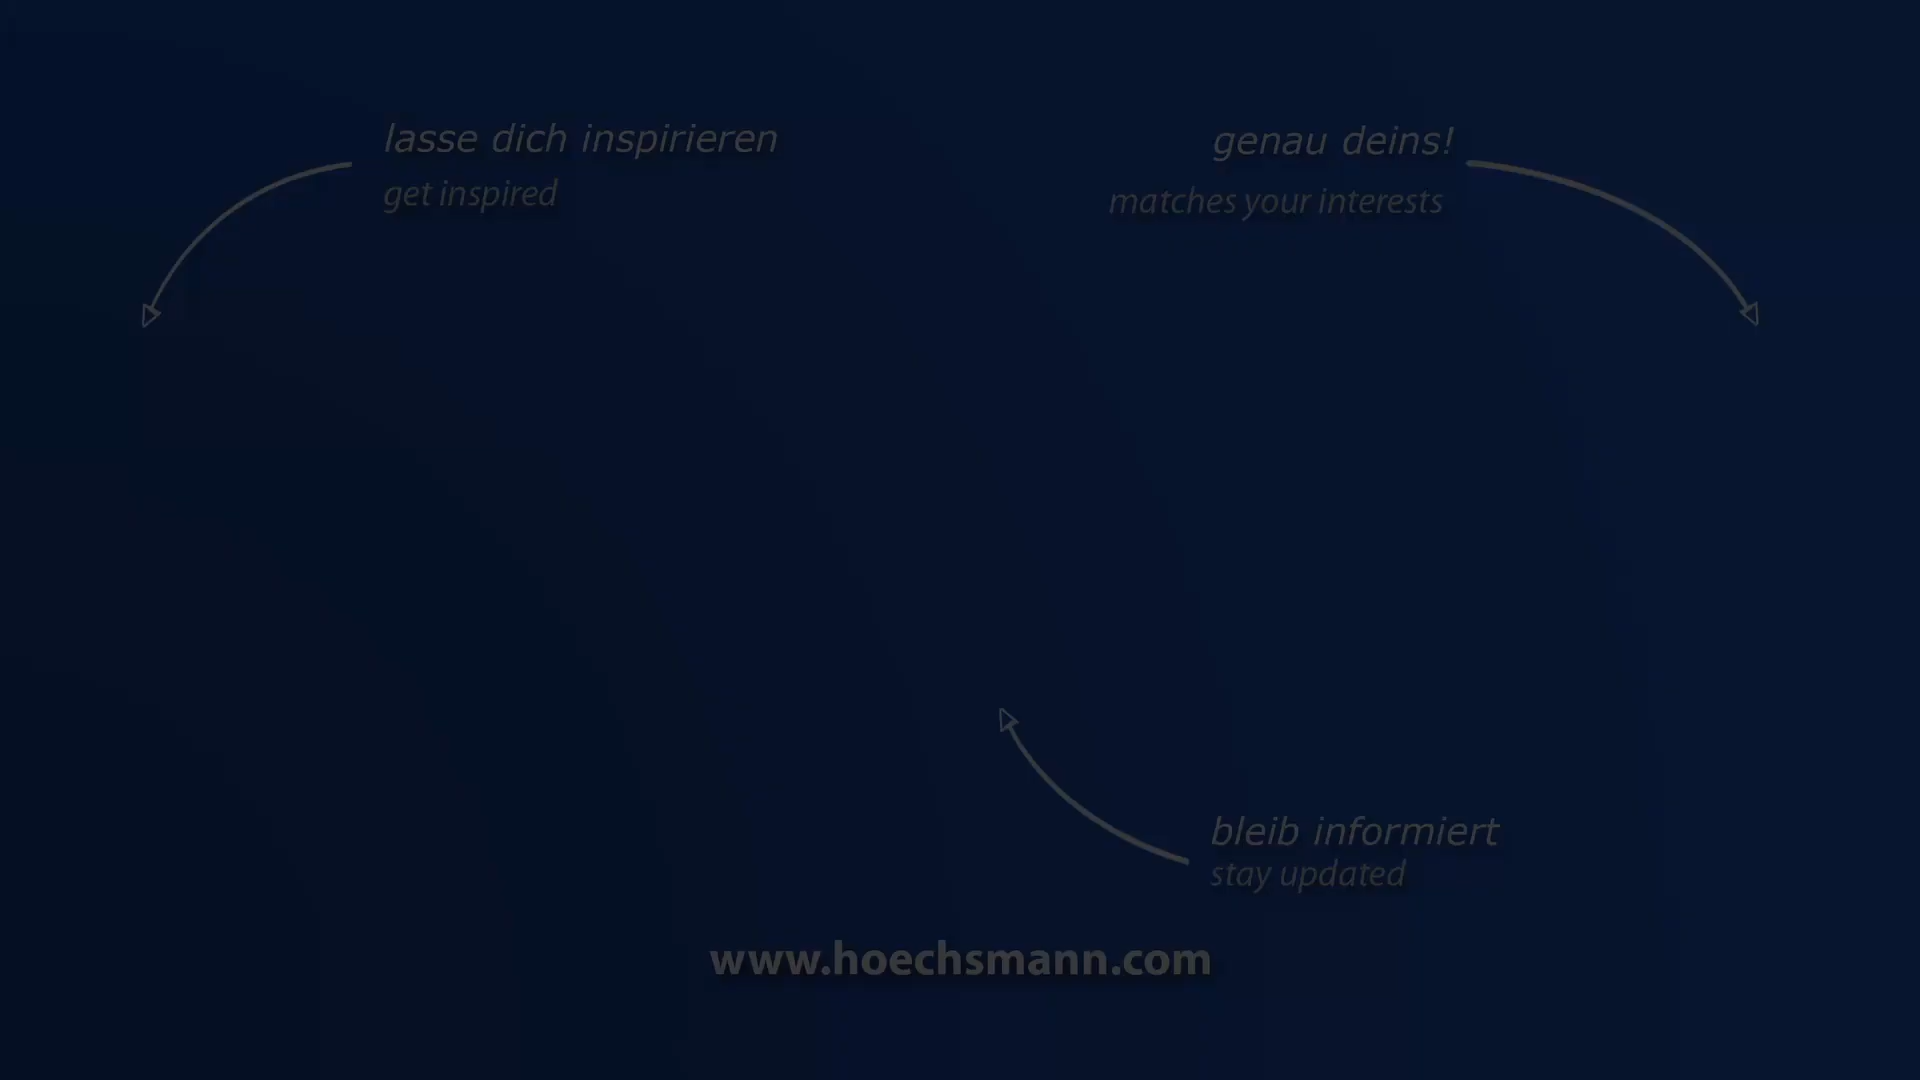 lasse dich inspirieren
get inspired
genau deins!
matches your interests
bleib informiert
stay updated
www.hoechsmann.com